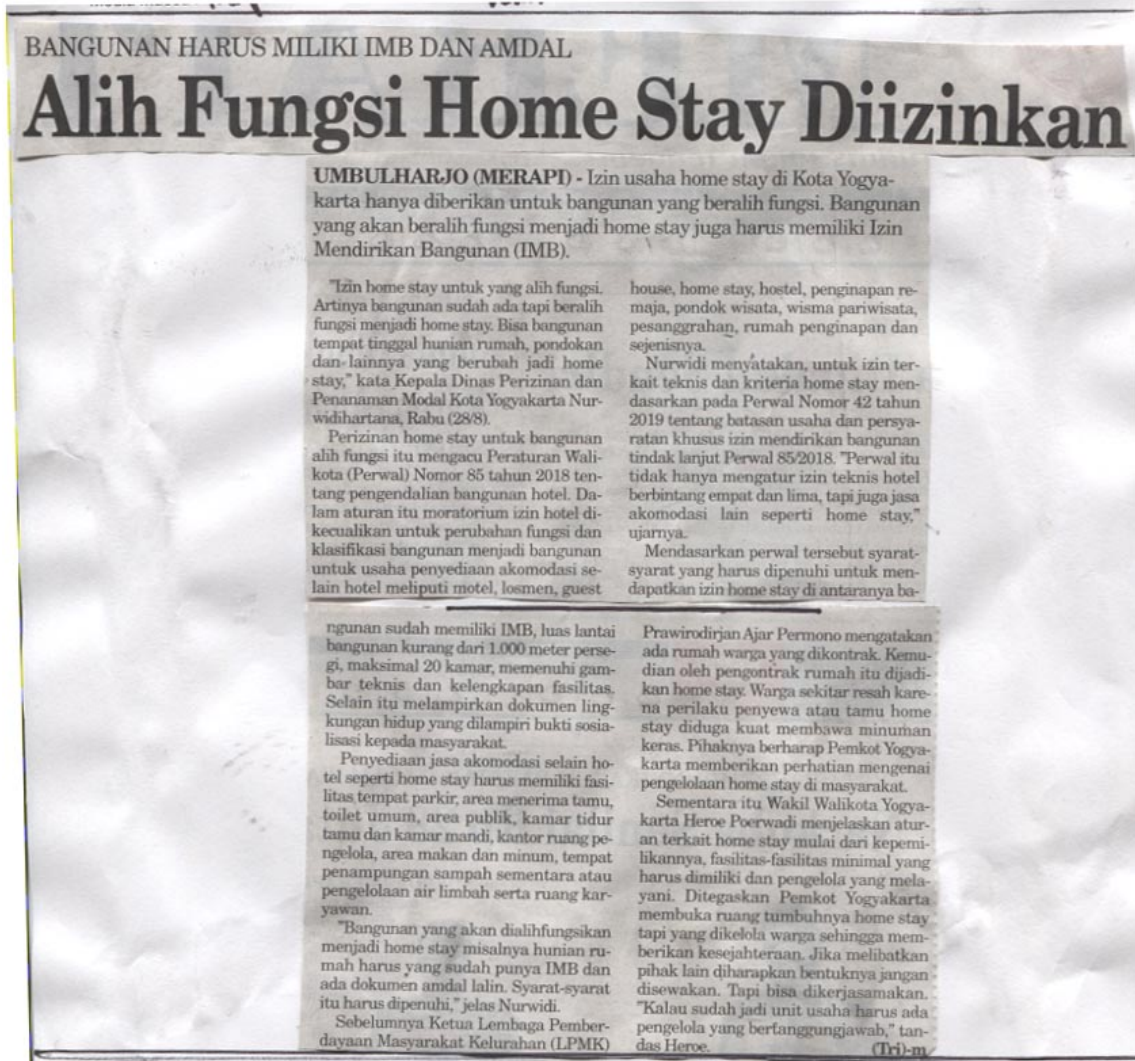 BANGUNAN HARUS MILIKI IMB DAN AMDAL
Alih Fungsi Home Stay Diizinkan
UMBULHARJO (MERAPI) - Izin usaha home stay di Kota Yogya-
karta hanya diberikan untuk bangunan yang beralih fungsi. Bangunan
yang akan beralih fungsi menjadi home stay juga harus memiliki Izin
Mendirikan Bangunan (IMB).
"Izin home stay untuk yang alih fungsi.
Artinya bangunan sudah ada tapi beralih
fungsi menjadi home stay. Bisa bangunan
tempat tinggal hunian rumah, pondokan
dan lainnya yang berubah jadi home
stay," kata Kepala Dinas Perizinan dan
Penanaman Modal Kota Yogyakarta Nur-
widihartana, Rabu (28/8).
Perizinan home stay untuk bangunan
alih fungsi itu mengacu Peraturan Wali-
kota (Perwal) Nomor 85 tahun 2018 ten-
tang pengendalian bangunan hotel. Da-
lam aturan itu moratorium izin hotel di-
kecualikan untuk perubahan fungsi dan
klasifikasi bangunan menjadi bangunan
untuk usaha penyediaan akomodasi se-
lain hotel meliputi motel, losmen, guest
house, home stay, hostel, penginapan re-
maja, pondok wisata, wisma pariwisata,
pesanggrahan, rumah penginapan dan
sejenisnya.
Nurwidi menyatakan, untuk izin ter-
kait teknis dan kriteria home stay men-
dasarkan pada Perwal Nomor 42 tahun
2019 tentang batasan usaha dan persya-
ratan khusus izin mendirikan bangunan
tindak lanjut Perwal 85/2018. "Perwal itu
tidak hanya mengatur izin teknis hotel
berbintang empat dan lima, tapi juga jasa
akomodasi lain seperti home stay,"
ujarnya.
Mendasarkan perwal tersebut syarat-
syarat yang harus dipenuhi untuk men-
dapatkan izin home stay di antaranya ba-
ngunan sudah memiliki IMB, luas lantai
bangunan kurang dari 1.000 meter perse-
gi, maksimal 20 kamar, memenuhi gam-
bar teknis dan kelengkapan fasilitas.
Selain itu melampirkan dokumen ling-
kungan hidup yang dilampiri bukti sosia-
lisasi kepada masyarakat.
Penyediaan jasa akomodasi selain ho-
tel seperti home stay harus memiliki fasi-
litas tempat parkir, area menerima tamu,
toilet umum, area publik, kamar tidur
tamu dan kamar mandi, kantor ruang pe-
ngelola, area makan dan minum, tempat
penampungan sampah sementara atau
pengelolaan air limbah serta ruang kar-
yawan.
"Bangunan yang akan dialihfungsikan
menjadi home stay misalnya hunian ru-
mah harus yang sudah punya IMB dan
ada dokumen amdal lalin. Syarat-syarat
itu harus dipenuhi," jelas Nurwidi.
Sebelumnya Ketua Lembaga Pember-
dayaan Masyarakat Kelurahan (LPMK)
Prawirodirjan Ajar Permono mengatakan
ada rumah warga yang dikontrak. Kemu-
dian oleh pengontrak rumah itu dijadi-
kan home stay. Warga sekitar resah kare-
na perilaku penyewa atau tamu home
stay diduga kuat membawa minuman
keras. Pihaknya berharap Pemkot Yogya-
karta memberikan perhatian mengenai
pengelolaan home stay di masyarakat.
Sementara itu Wakil Walikota Yogya-
karta Heroe Poerwadi menjelaskan atur-
an terkait home stay mulai dari kepemi-
likannya, fasilitas-fasilitas minimal yang
harus dimiliki dan pengelola yang mela-
yani. Ditegaskan Pemkot Yogyakarta
membuka ruang tumbuhnya home stay
tapi yang dikelola warga sehingga mem-
berikan kesejahteraan. Jika melibatkan
pihak lain diharapkan bentuknya jangan
disewakan. Tapi bisa dikerjasamakan.
"Kalau sudah jadi unit usaha harus ada
pengelola yang bertanggungjawab," tan-
das Heroe. (Tri)-m